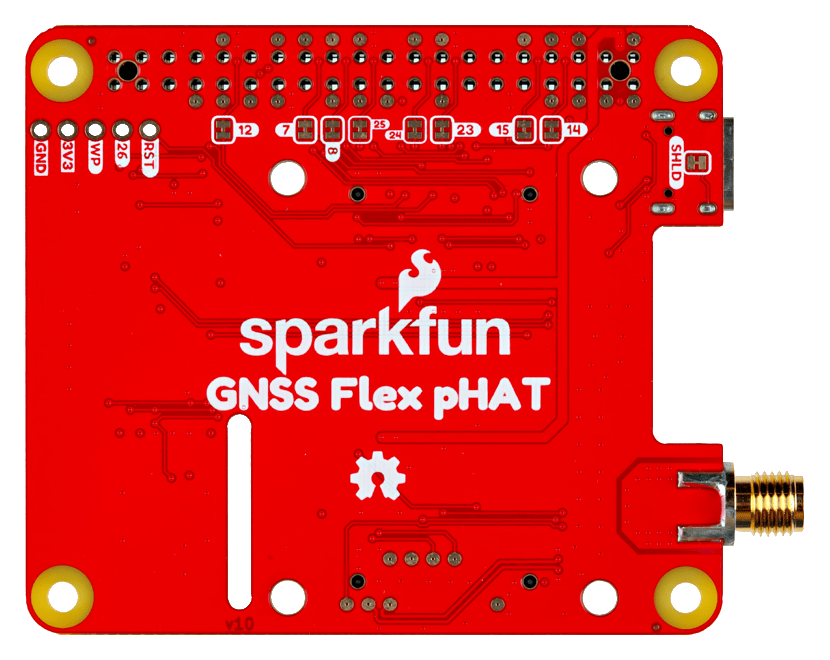 12
7
8
25
24
23
15
14
GND
3V3
WP
26
RST
SHLD
sparkfun
GNSS Flex pHAT
v10